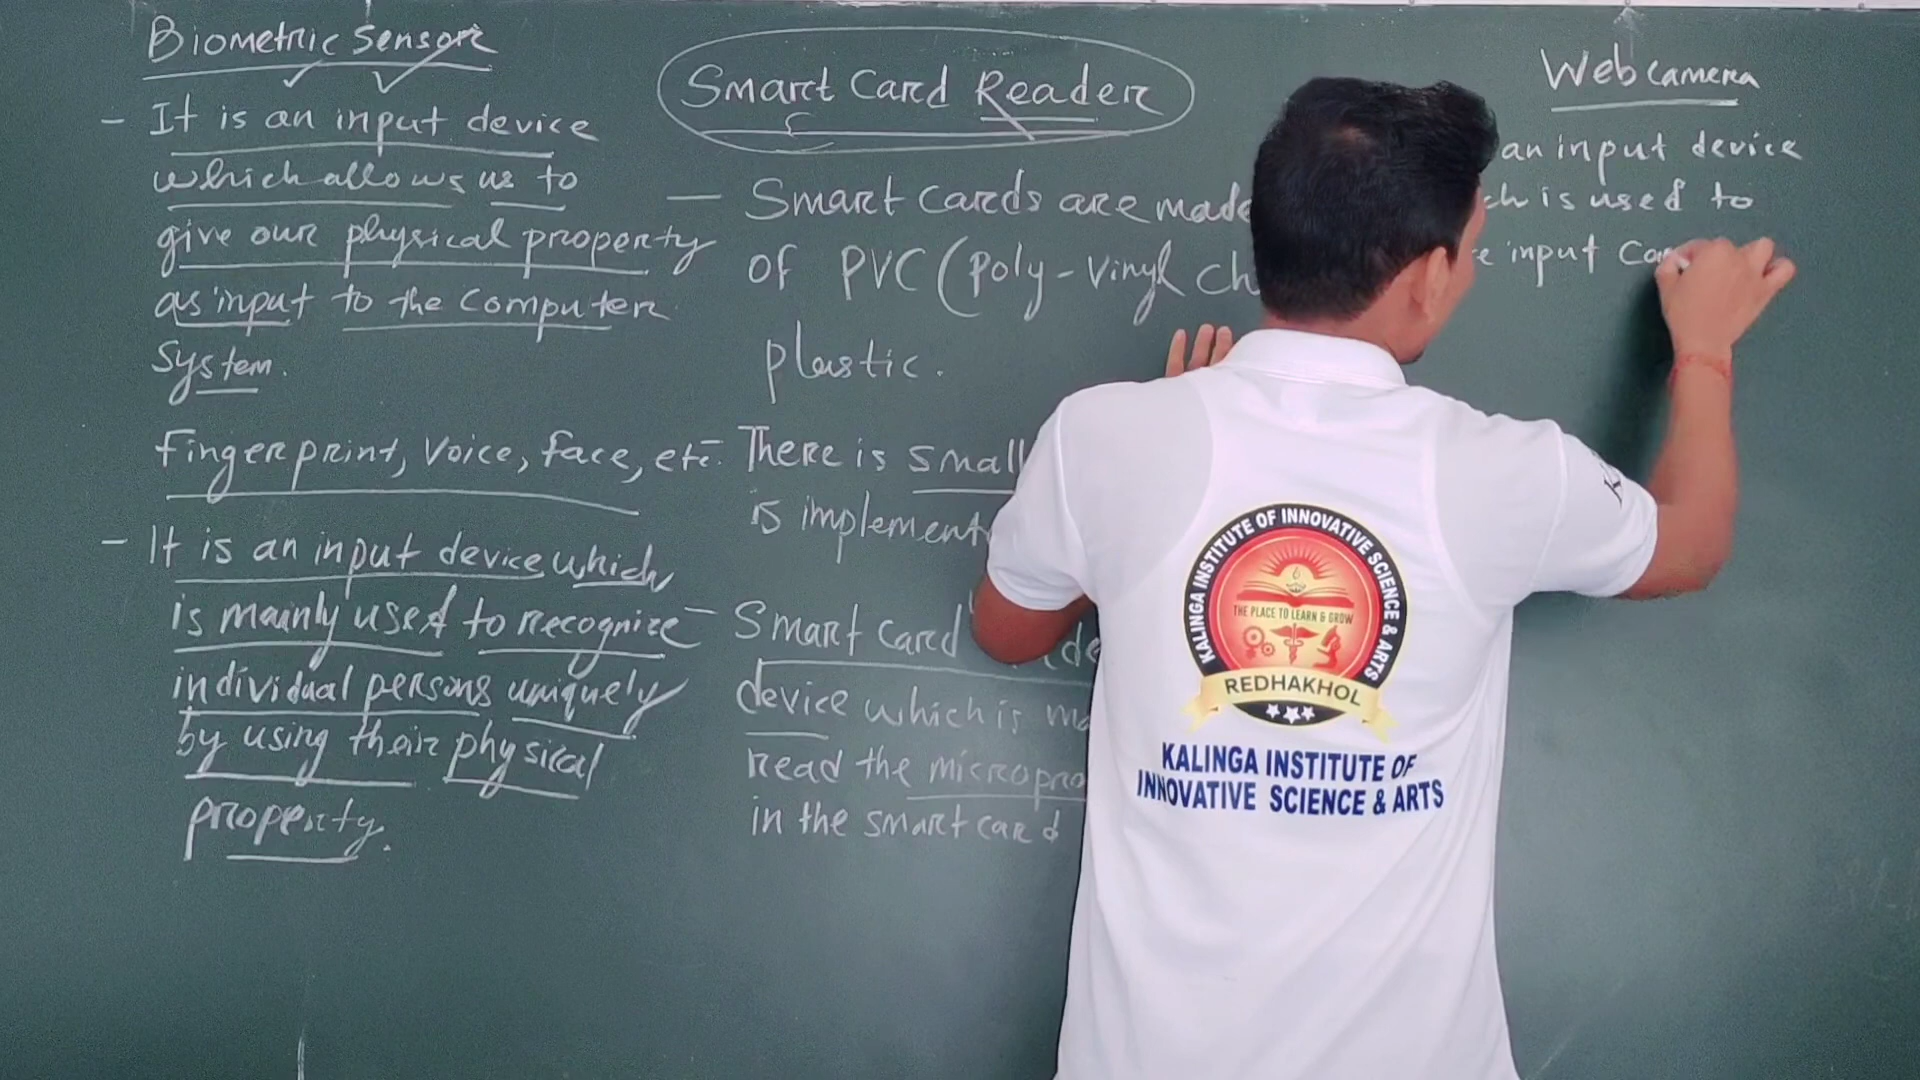 Biometric Sensor
- It is an input device
which allows us to
give our physical property
as input to the computer
System.
Fingerprint, Voice, face, etc.
- It is an input device which
is mainly used to recognize
individual persons uniquely
by using their physical
property.
Smart Card Reader
- Smart cards are made
of PVC (Poly-Vinyl
plastic.
There is small
is
- Smart card
device which is
read the
in the smart card
Web camera
an input device
is used to
input
KALINGA INSTITUTE OF INNOVATIVE SCIENCE & ARTS
THE PLACE TO LEARN & GROW
REDHAKHOL
KALINGA INSTITUTE OF
INNOVATIVE SCIENCE & ARTS